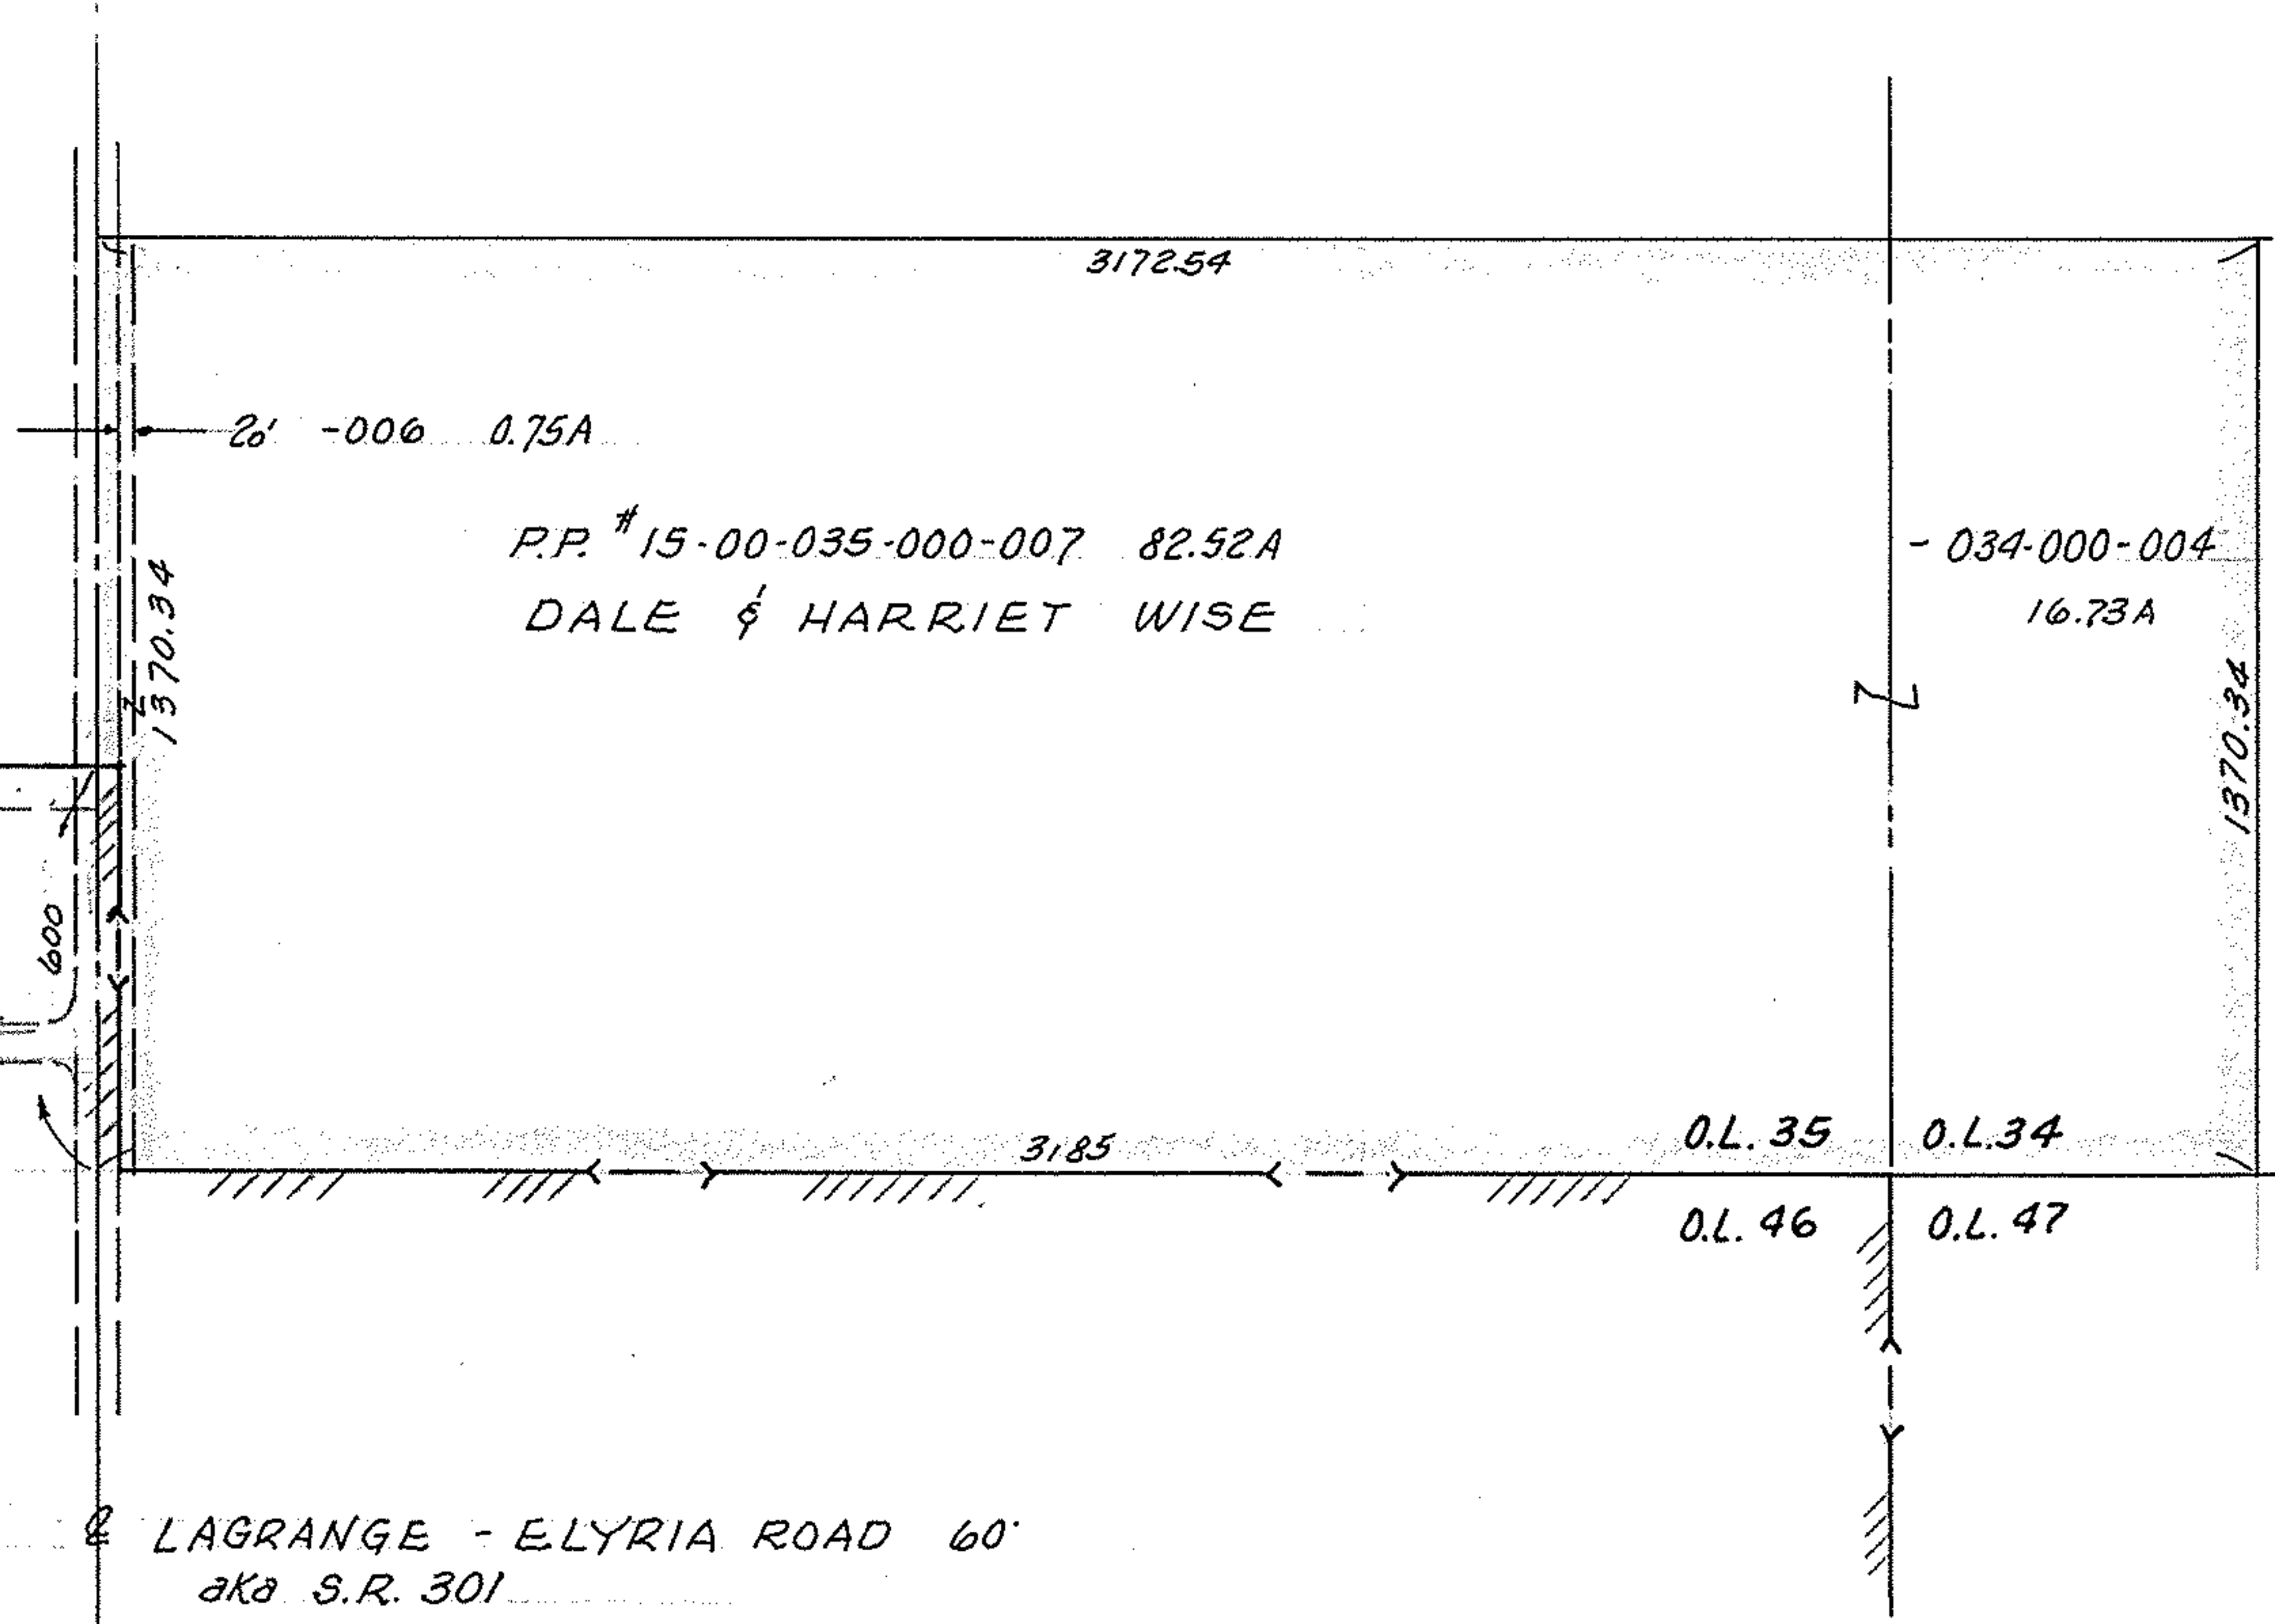 3172.54
20' -006 0.75A
P.P. # 15-00-035-000-007 82.52A
DALE & HARRIET WISE
- 034-000-004
16.73A
1370.34
1370.34
600
3185
O.L. 35
O.L. 34
O.L. 46
O.L. 47
℄ LAGRANGE - ELYRIA ROAD 60'
aka S.R. 301